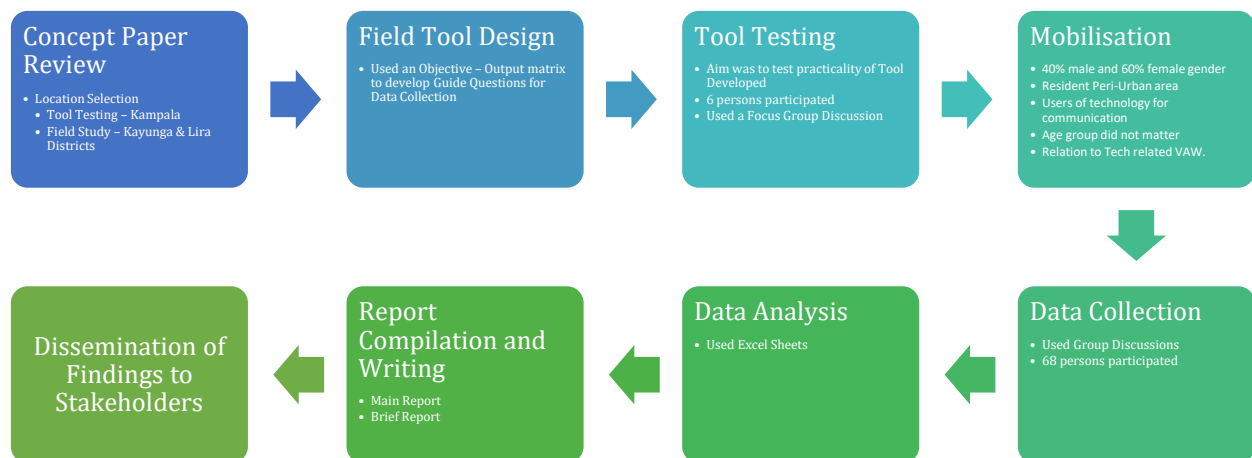 Concept Paper
Review
• Location Selection
• Tool Testing – Kampala
• Field Study – Kayunga & Lira
Districts
Field Tool Design
• Used an Objective – Output matrix
to develop Guide Questions for
Data Collection
Tool Testing
• Aim was to test practicality of Tool
Developed
• 6 persons participated
• Used a Focus Group Discussion
Mobilisation
• 40% male and 60% female gender
• Resident Peri-Urban area
• Users of technology for
communication
• Age group did not matter
• Relation to Tech related VAW.
Data Collection
• Used Group Discussions
• 68 persons participated
Data Analysis
• Used Excel Sheets
Report
Compilation and
Writing
• Main Report
• Brief Report
Dissemination of
Findings to
Stakeholders